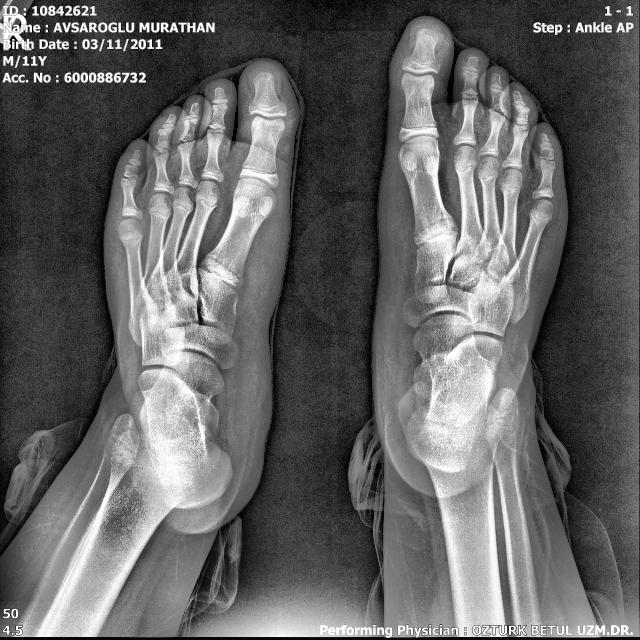 ID : 10842621
Name : AVSAROGLU MURATHAN
Birth Date : 03/11/2011
M/11Y
Acc. No : 6000886732
R
1 - 1
Step : Ankle AP
50
4.5
Performing Physician : OZTURK BETUL UZM.DR.